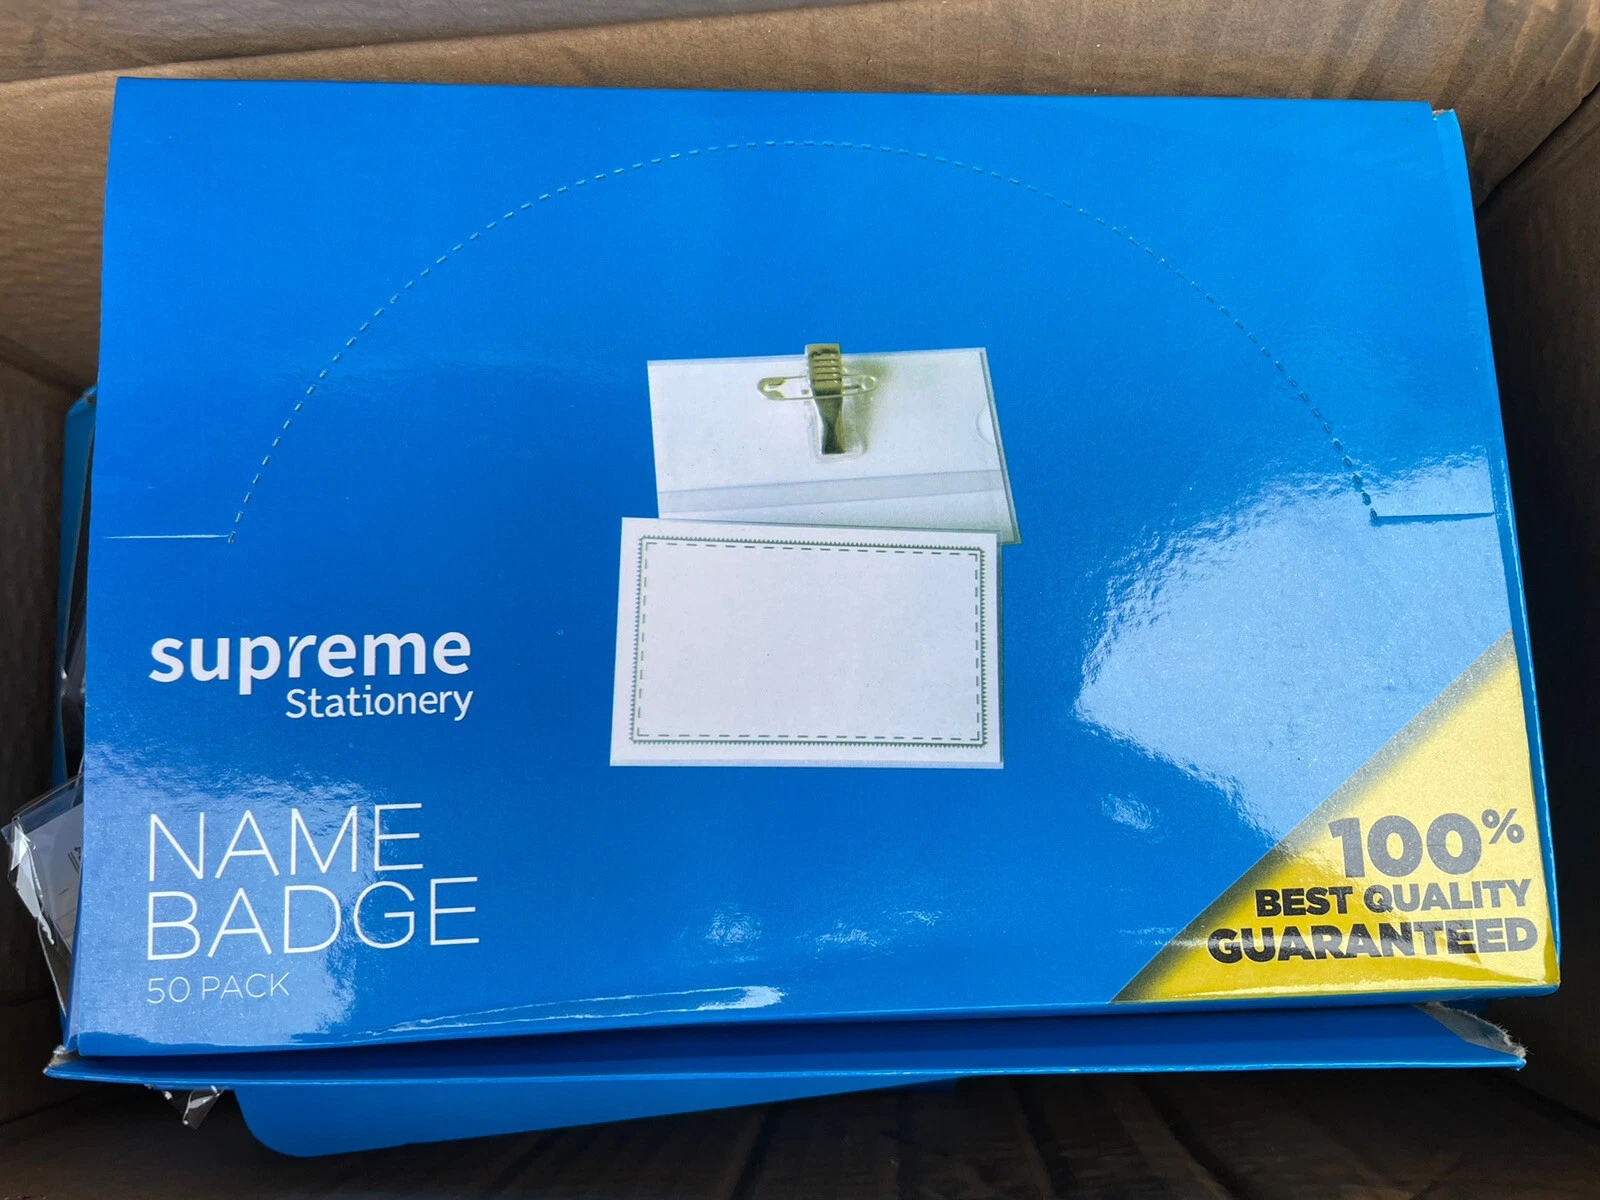 supreme
Stationery
NAME
BADGE
50 PACK
100%
BEST QUALITY
GUARANTEED